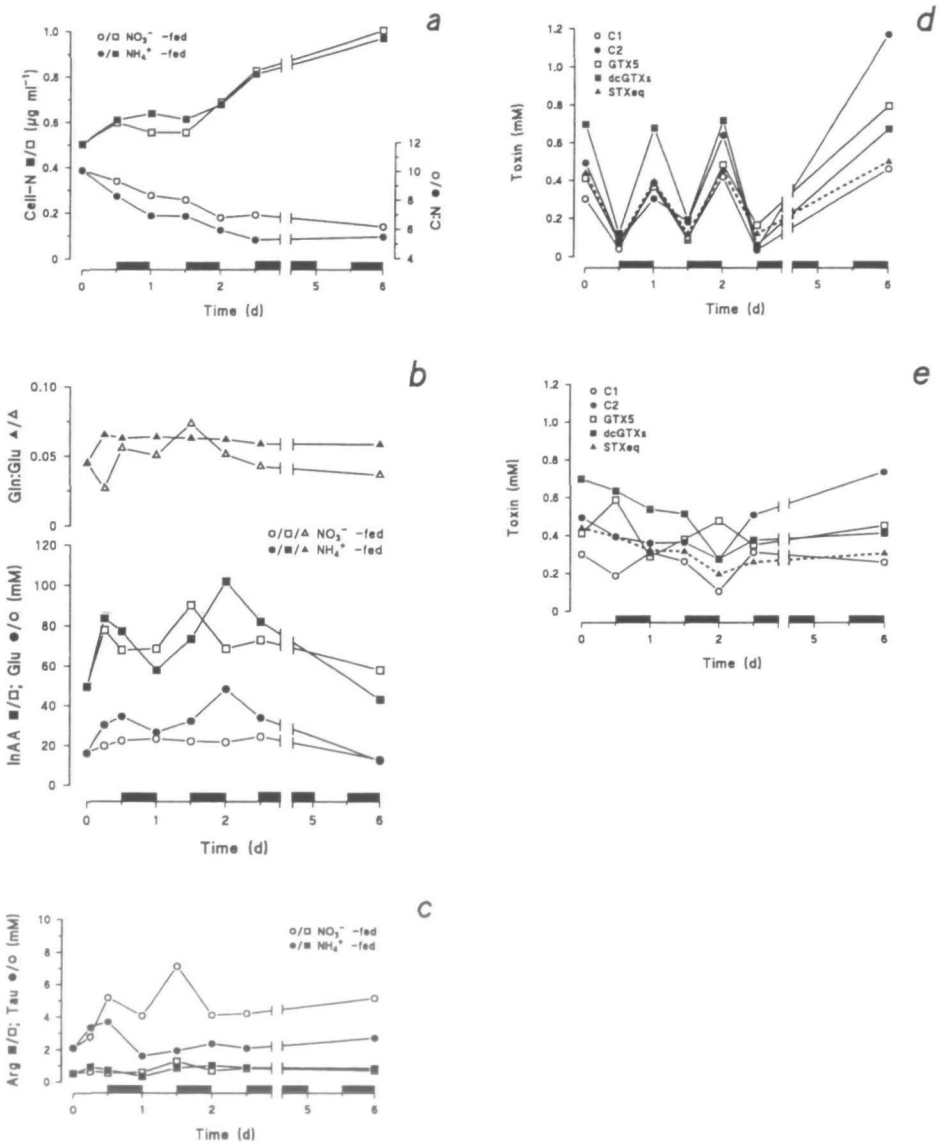 a
○/□ NO₃⁻ -fed
●/■ NH₄⁺ -fed
Cell-N ■/□ (µg ml⁻¹)
1.0
0.8
0.6
0.4
0.2
0
12
10
8
6
4
C:N ●/○
0 1 2 5 6
Time (d)
b
Gln:Glu ▲/△
0.10
0.05
○/□/△ NO₃⁻ -fed
●/■/▲ NH₄⁺ -fed
InAA ■/□; Glu ●/○ (mM)
120
100
80
60
40
20
0
0 1 2 5 6
Time (d)
c
○/□ NO₃⁻ -fed
●/■ NH₄⁺ -fed
Arg ■/□; Tau ●/○ (mM)
10
8
6
4
2
0
0 1 2 5 6
Time (d)
d
○ C1
● C2
□ GTX5
■ dcGTXs
▲ STXeq
Toxin (mM)
1.2
1.0
0.8
0.6
0.4
0.2
0
0 1 2 5 6
Time (d)
e
○ C1
● C2
□ GTX5
■ dcGTXs
▲ STXeq
Toxin (mM)
1.2
1.0
0.8
0.6
0.4
0.2
0
0 1 2 5 6
Time (d)